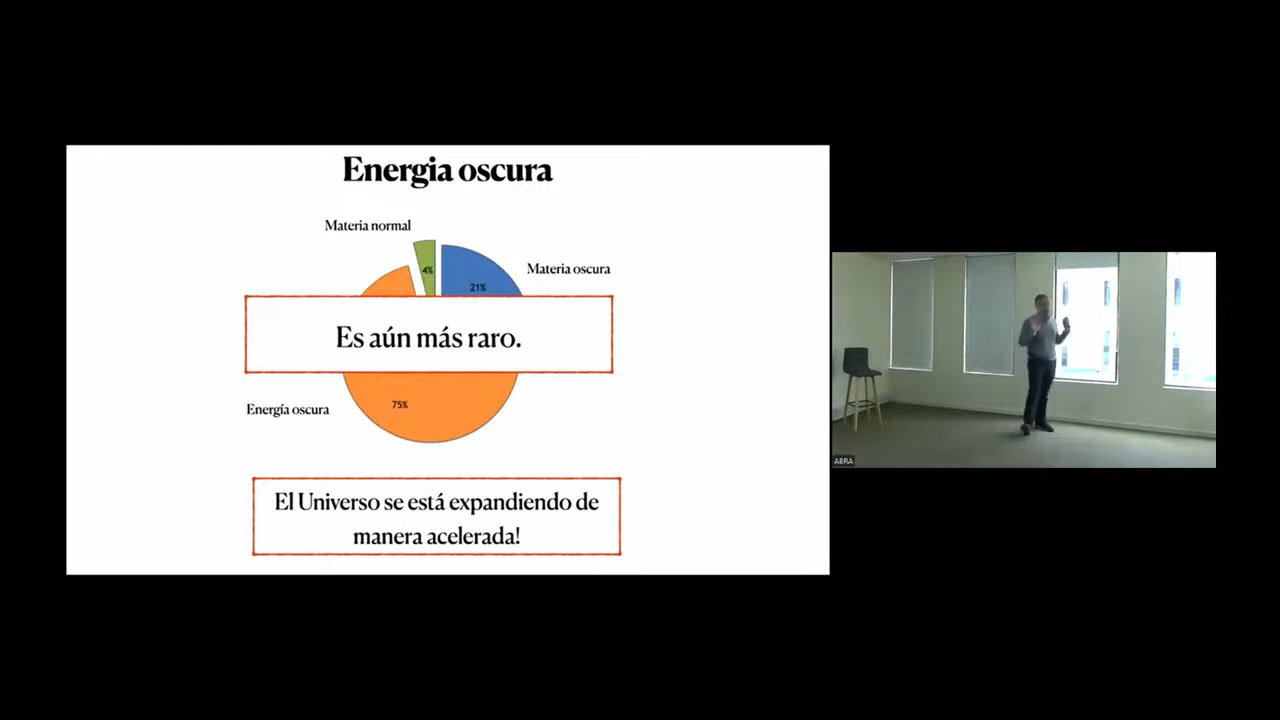 Energia oscura
Materia normal
4%
Materia oscura
21%
Es aún más raro.
75%
Energía oscura
El Universo se está expandiendo de
manera acelerada!
ABRA